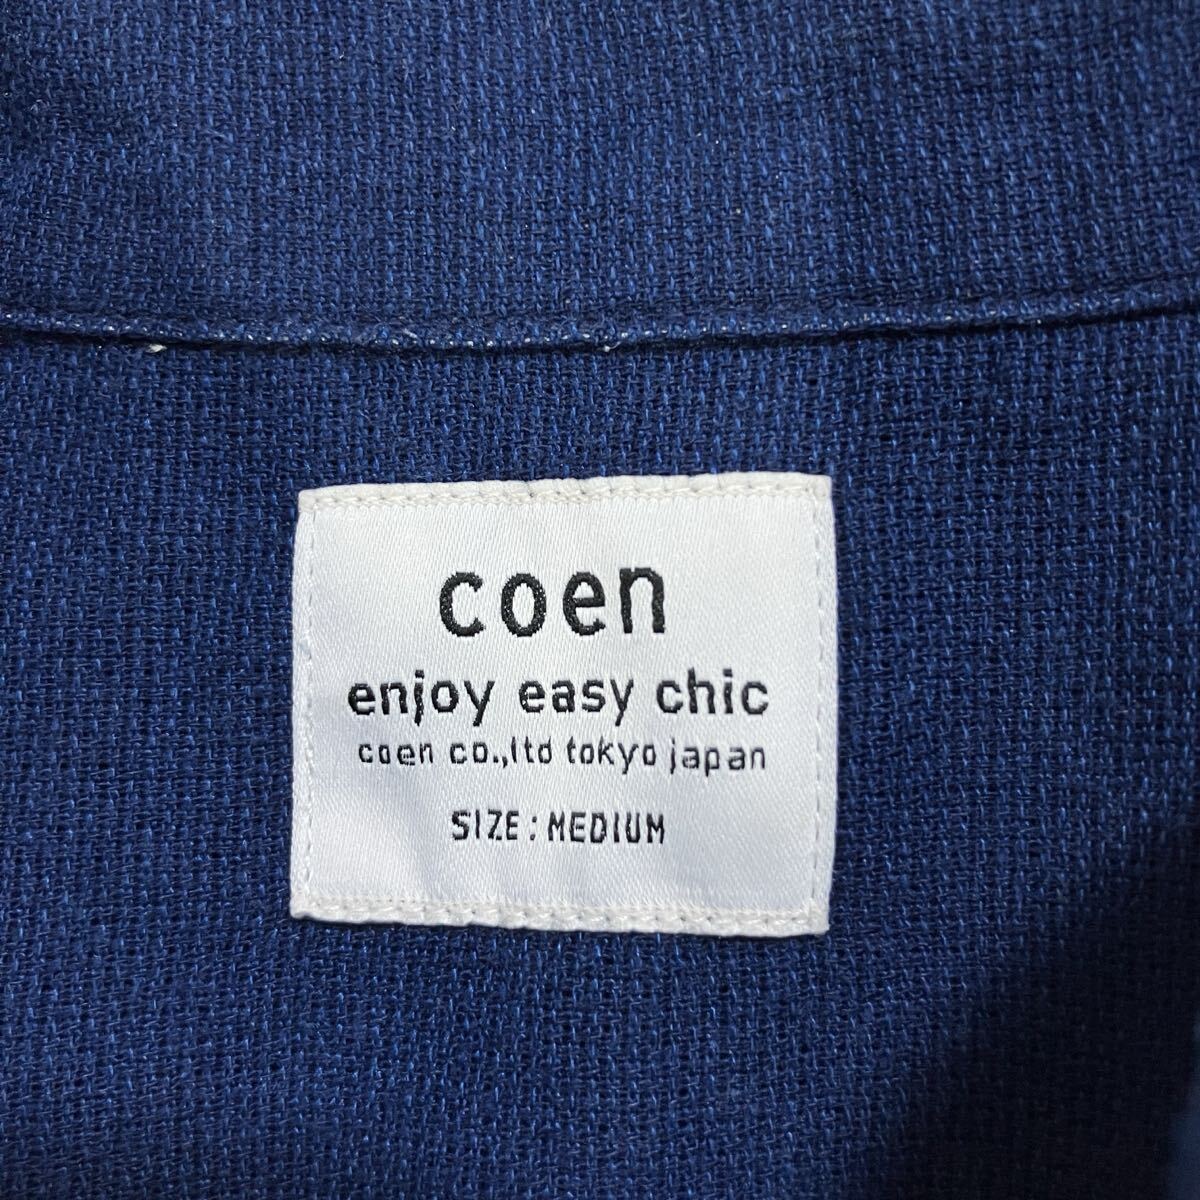 coen
enjoy easy chic
coen co.,ltd tokyo japan
SIZE: MEDIUM